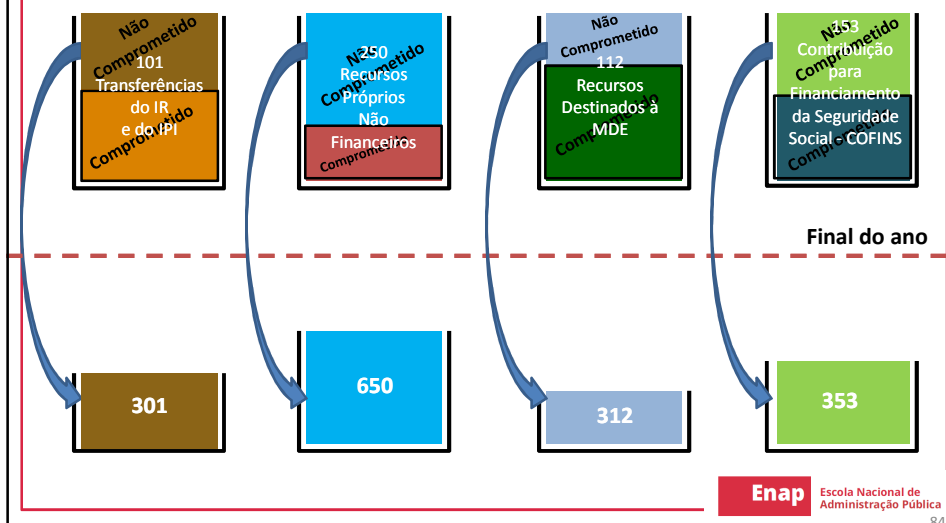 Não
Comprometido
101
Transferências
do IR
e do IPI
Comprometido
Não
Comprometido
250
Recursos
Próprios
Não
Financeiros
Comprometido
Não
Comprometido
112
Recursos
Destinados à
MDE
Comprometido
Não
Comprometido
153
Contribuição
para
Financiamento
da Seguridade
Social - COFINS
Comprometido
Final do ano
301
650
312
353
Enap
Escola Nacional de
Administração Pública
84